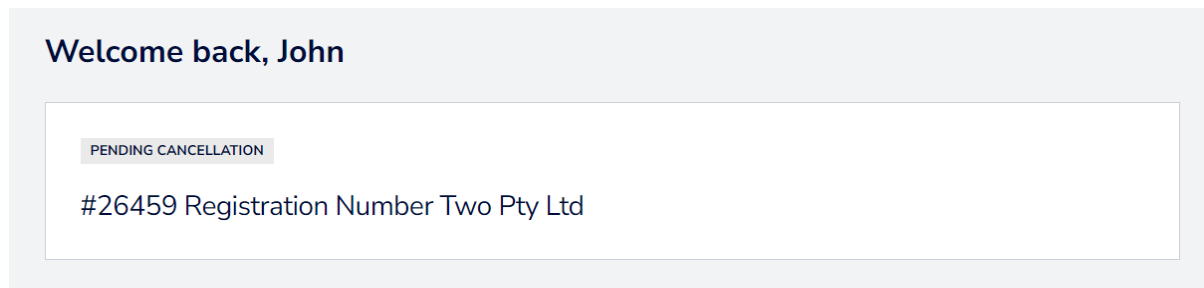 Welcome back, John
PENDING CANCELLATION
#26459 Registration Number Two Pty Ltd